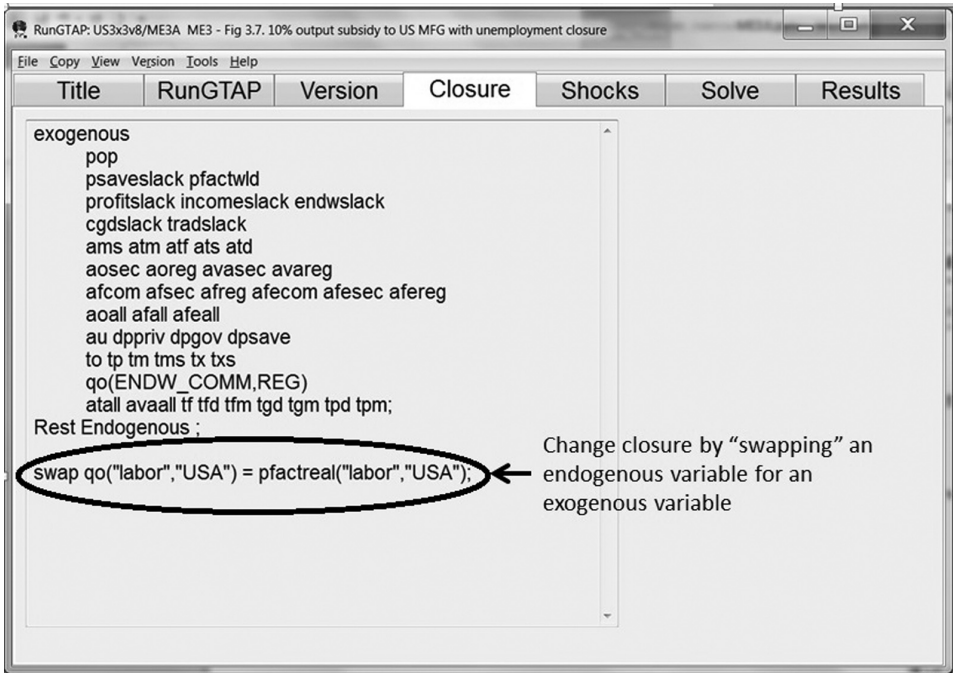 RunGTAP: US3x3v8/ME3A ME3 - Fig 3.7. 10% output subsidy to US MFG with unemployment closure
File Copy View Version Tools Help
Title RunGTAP Version Closure Shocks Solve Results
exogenous
pop
psaveslack pfactwld
profitslack incomeslack endwslack
cgdslack tradslack
ams atm atf ats atd
aosec aoreg avasec avareg
afcom afsec afreg afecom afesec afereg
aoall afall afeall
au dppriv dpgov dpsave
to tp tm tms tx txs
qo(ENDW_COMM,REG)
atall avaall tf tfd tfm tgd tgm tpd tpm;
Rest Endogenous ;
swap qo("labor","USA") = pfactreal("labor","USA");
Change closure by “swapping” an
endogenous variable for an
exogenous variable